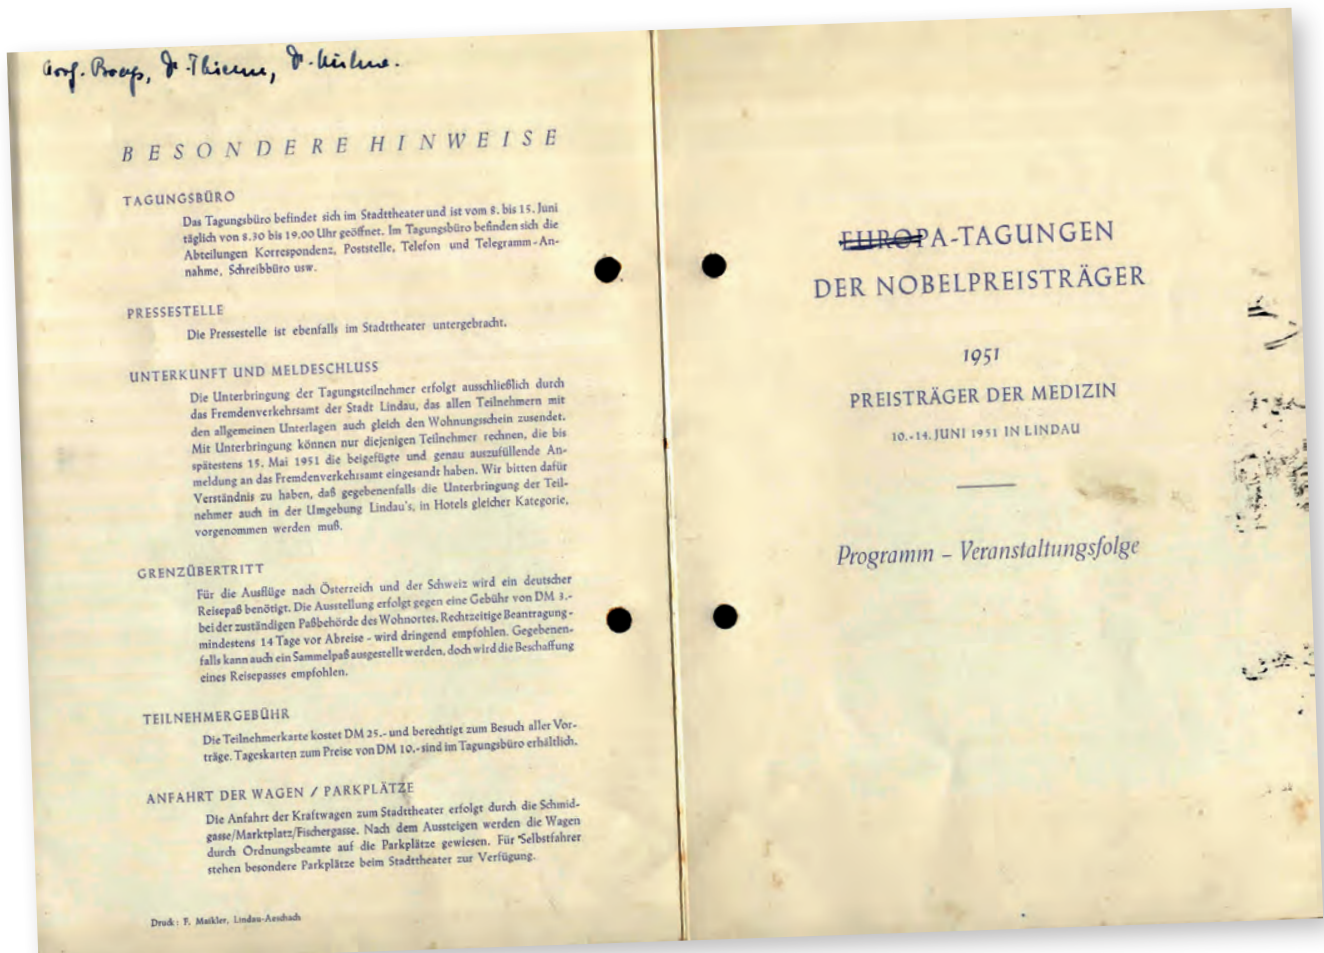 Dr. Thieme, Dr. Kühne.
BESONDERE HINWEISE
TAGUNGSBÜRO
Das Tagungsbüro befindet sich im Stadttheater und ist vom 8. bis 15. Juni
täglich von 8.30 bis 19.00 Uhr geöffnet. Im Tagungsbüro befinden sich die
Abteilungen Korrespondenz, Poststelle, Telefon und Telegramm-An-
nahme, Schreibbüro usw.
PRESSESTELLE
Die Pressestelle ist ebenfalls im Stadttheater untergebracht.
UNTERKUNFT UND MELDESCHLUSS
Die Unterbringung der Tagungsteilnehmer erfolgt ausschließlich durch
das Fremdenverkehrsamt der Stadt Lindau, das allen Teilnehmern mit
den allgemeinen Unterlagen auch gleich den Wohnungsschein zusendet.
Mit Unterbringung können nur diejenigen Teilnehmer rechnen, die bis
spätestens 15. Mai 1951 die beigefügte und genau auszufüllende An-
meldung an das Fremdenverkehrsamt eingesandt haben. Wir bitten dafür
Verständnis zu haben, daß gegebenenfalls die Unterbringung der Teil-
nehmer auch in der Umgebung Lindau's, in Hotels gleicher Kategorie,
vorgenommen werden muß.
GRENZÜBERTRITT
Für die Ausflüge nach Österreich und der Schweiz wird ein deutscher
Reisepaß benötigt. Die Ausstellung erfolgt gegen eine Gebühr von DM 3.-
bei der zuständigen Paßbehörde des Wohnortes. Rechtzeitige Beantragung -
mindestens 14 Tage vor Abreise - wird dringend empfohlen. Gegebenen-
falls kann auch ein Sammelpaß ausgestellt werden, doch wird die Beschaffung
eines Reisepasses empfohlen.
TEILNEHMERGEBÜHR
Die Teilnehmerkarte kostet DM 25.- und berechtigt zum Besuch aller Vor-
träge. Tageskarten zum Preise von DM 10.- sind im Tagungsbüro erhältlich.
ANFAHRT DER WAGEN / PARKPLÄTZE
Die Anfahrt der Kraftwagen zum Stadttheater erfolgt durch die Schmid-
gasse/Marktplatz/Fischergasse. Nach dem Aussteigen werden die Wagen
durch Ordnungsbeamte auf die Parkplätze gewiesen. Für Selbstfahrer
stehen besondere Parkplätze beim Stadttheater zur Verfügung.
Druck: F. Maikler, Lindau-Aeschach
EUROPA-TAGUNGEN
DER NOBELPREISTRÄGER
1951
PREISTRÄGER DER MEDIZIN
10.-14. JUNI 1951 IN LINDAU
Programm – Veranstaltungsfolge